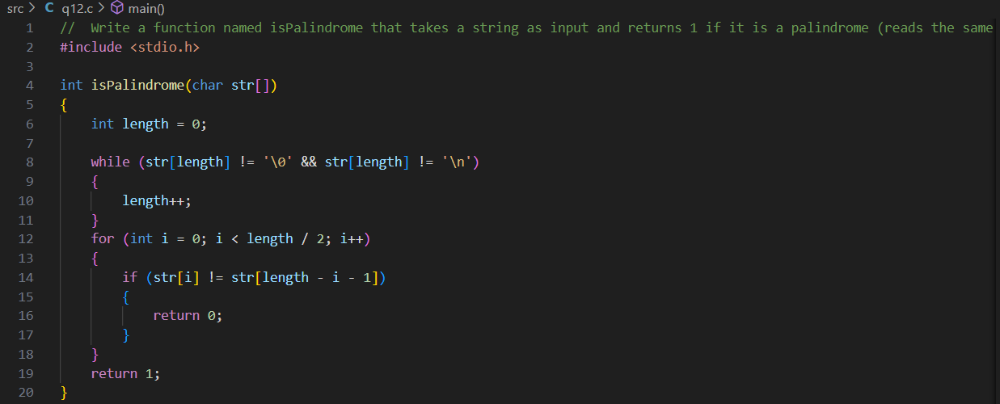 src > C q12.c > main()
1 // Write a function named isPalindrome that takes a string as input and returns 1 if it is a palindrome (reads the same
2 #include <stdio.h>
3
4 int isPalindrome(char str[])
5 {
6     int length = 0;
7
8     while (str[length] != '\0' && str[length] != '\n')
9     {
10         length++;
11     }
12     for (int i = 0; i < length / 2; i++)
13     {
14         if (str[i] != str[length - i - 1])
15         {
16             return 0;
17         }
18     }
19     return 1;
20 }